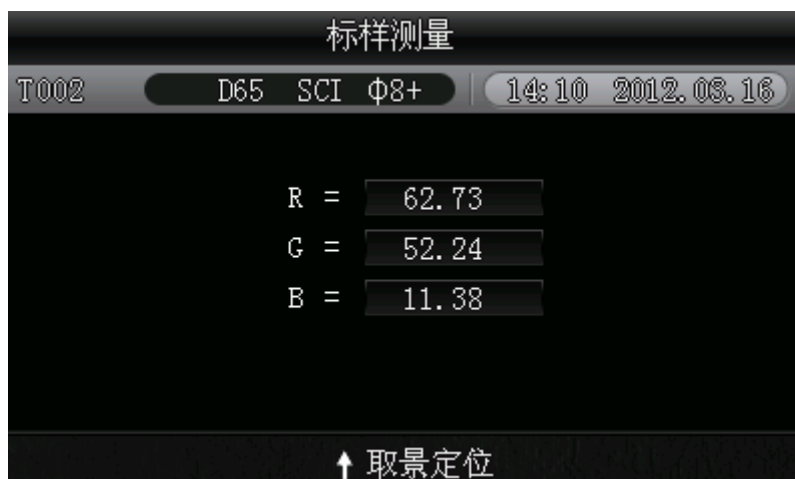 标样测量
T002 D65 SCI Φ8+ 14:10 2012.03.16
R = 62.73
G = 52.24
B = 11.38
↑ 取景定位